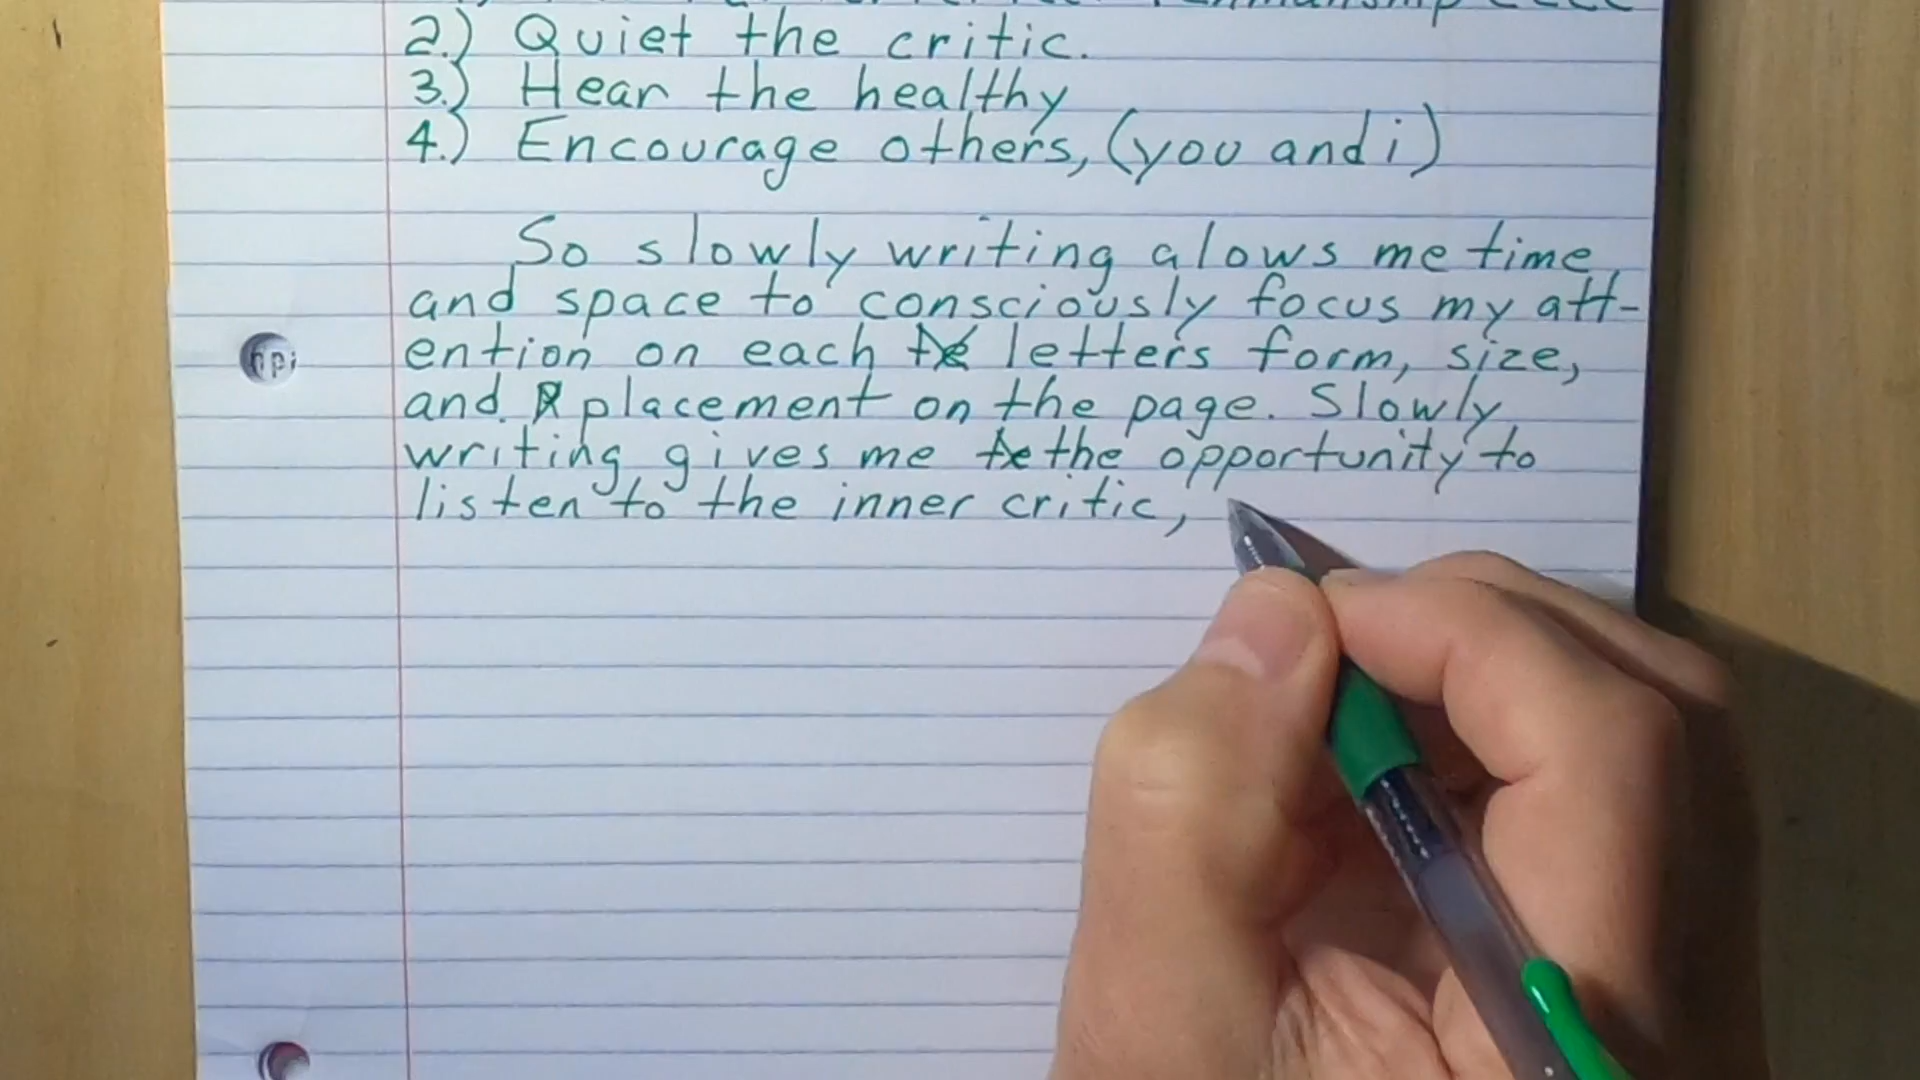 Penmanship
2.) Quiet the critic.
3.) Hear the healthy
4.) Encourage others, (you and i)
So slowly writing alows me time
and space to consciously focus my att-
ention on each letters form, size,
and placement on the page. Slowly
writing gives me the opportunity to
listen to the inner critic,